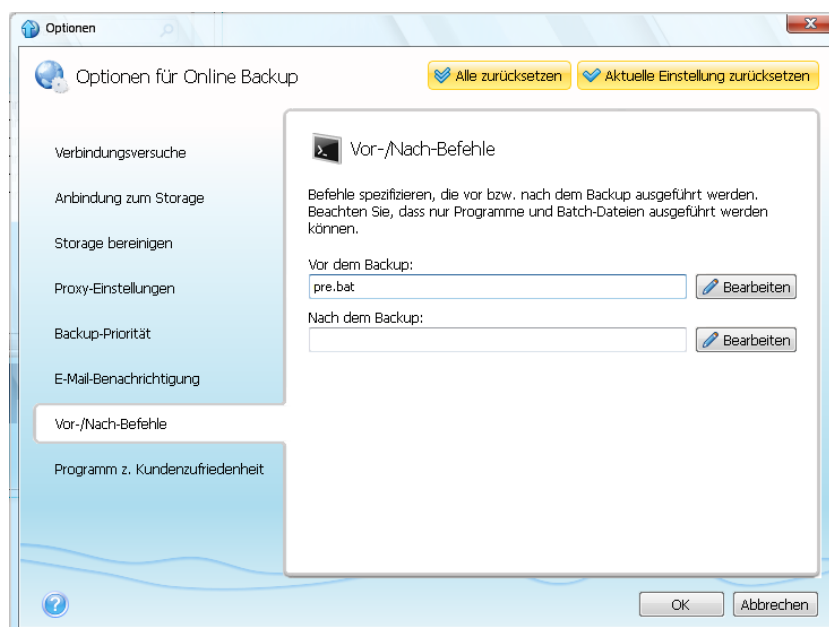 Optionen
Optionen für Online Backup
Alle zurücksetzen
Aktuelle Einstellung zurücksetzen
Verbindungsversuche
Anbindung zum Storage
Storage bereinigen
Proxy-Einstellungen
Backup-Priorität
E-Mail-Benachrichtigung
Vor-/Nach-Befehle
Programm z. Kundenzufriedenheit
Vor-/Nach-Befehle
Befehle spezifizieren, die vor bzw. nach dem Backup ausgeführt werden.
Beachten Sie, dass nur Programme und Batch-Dateien ausgeführt werden
können.
Vor dem Backup:
pre.bat
Bearbeiten
Nach dem Backup:
Bearbeiten
OK
Abbrechen